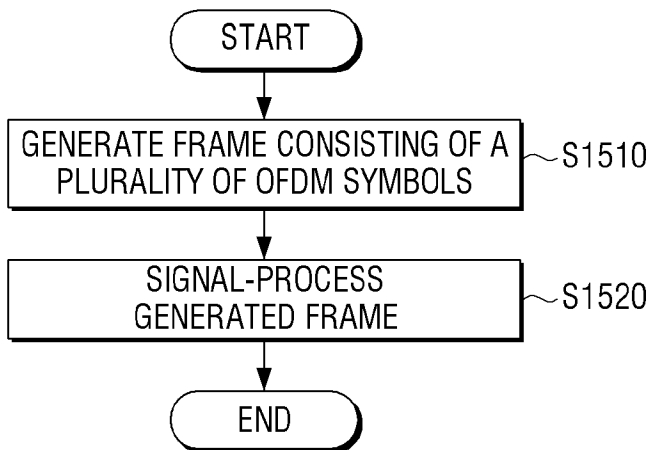 START
GENERATE FRAME CONSISTING OF A
PLURALITY OF OFDM SYMBOLS
S1510
SIGNAL-PROCESS
GENERATED FRAME
S1520
END